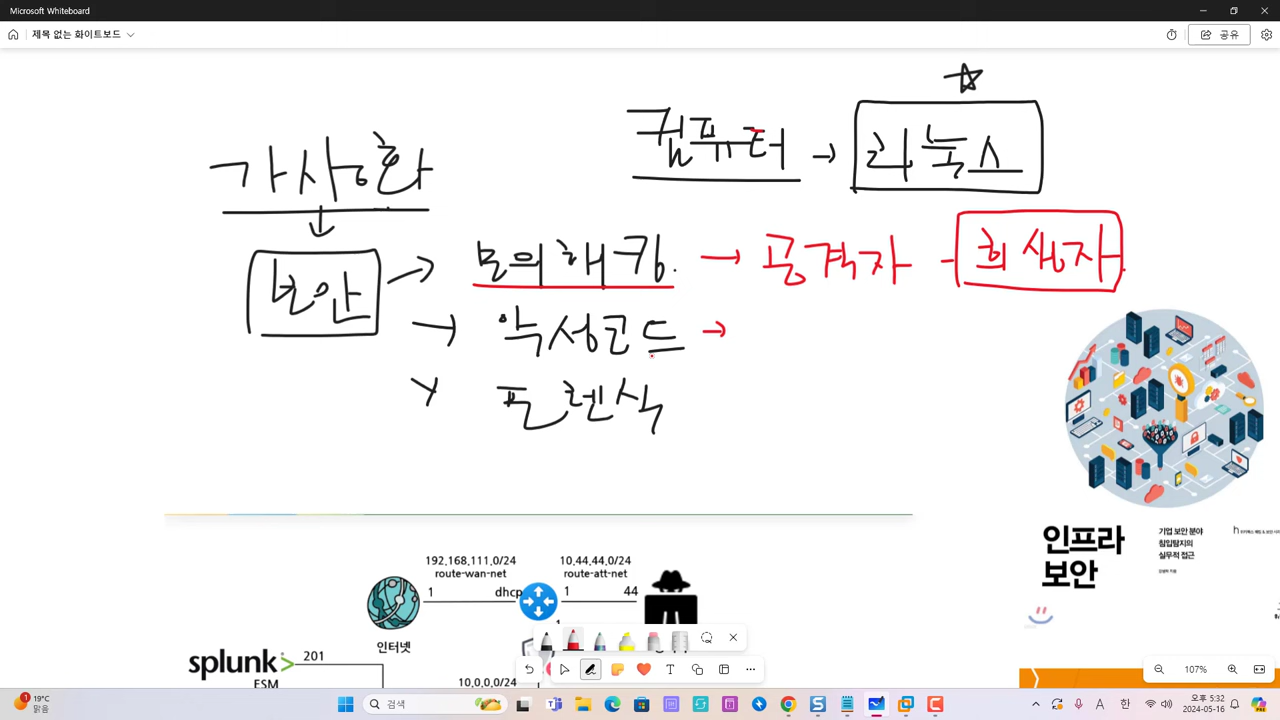 Microsoft Whiteboard
제목 없는 화이트보드
공유
컴퓨터 → 리눅스
가상화
보안
모의해킹. → 공격자 - 희생자
악성코드 →
포렌식
192.168.111.0/24
route-wan-net
10.44.44.0/24
route-att-net
1
dhcp
1
44
인터넷
1
splunk>
ESM
201
10.0.0.0/24
인프라
보안
기업 보안 분야
침입탐지의
실무적 접근
107%
19°C
맑음
검색
A
한
오후 5:32
2024-05-16